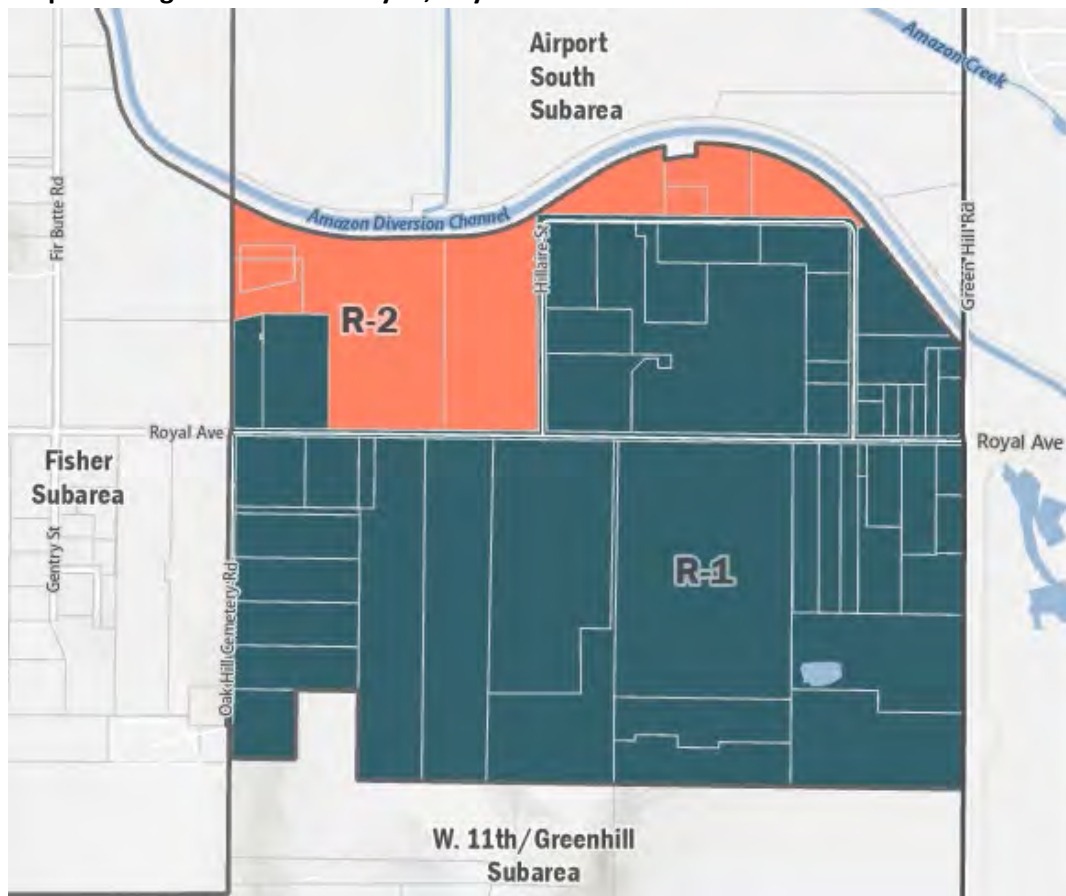 Airport
South
Subarea
Amazon Creek
Fir Butte Rd
Amazon Diversion Channel
Hillaire St
Green Hill Rd
R-2
Royal Ave
Royal Ave
Fisher
Subarea
Gentry St
Oak Hill Cemetery Rd
R-1
W. 11th/Greenhill
Subarea